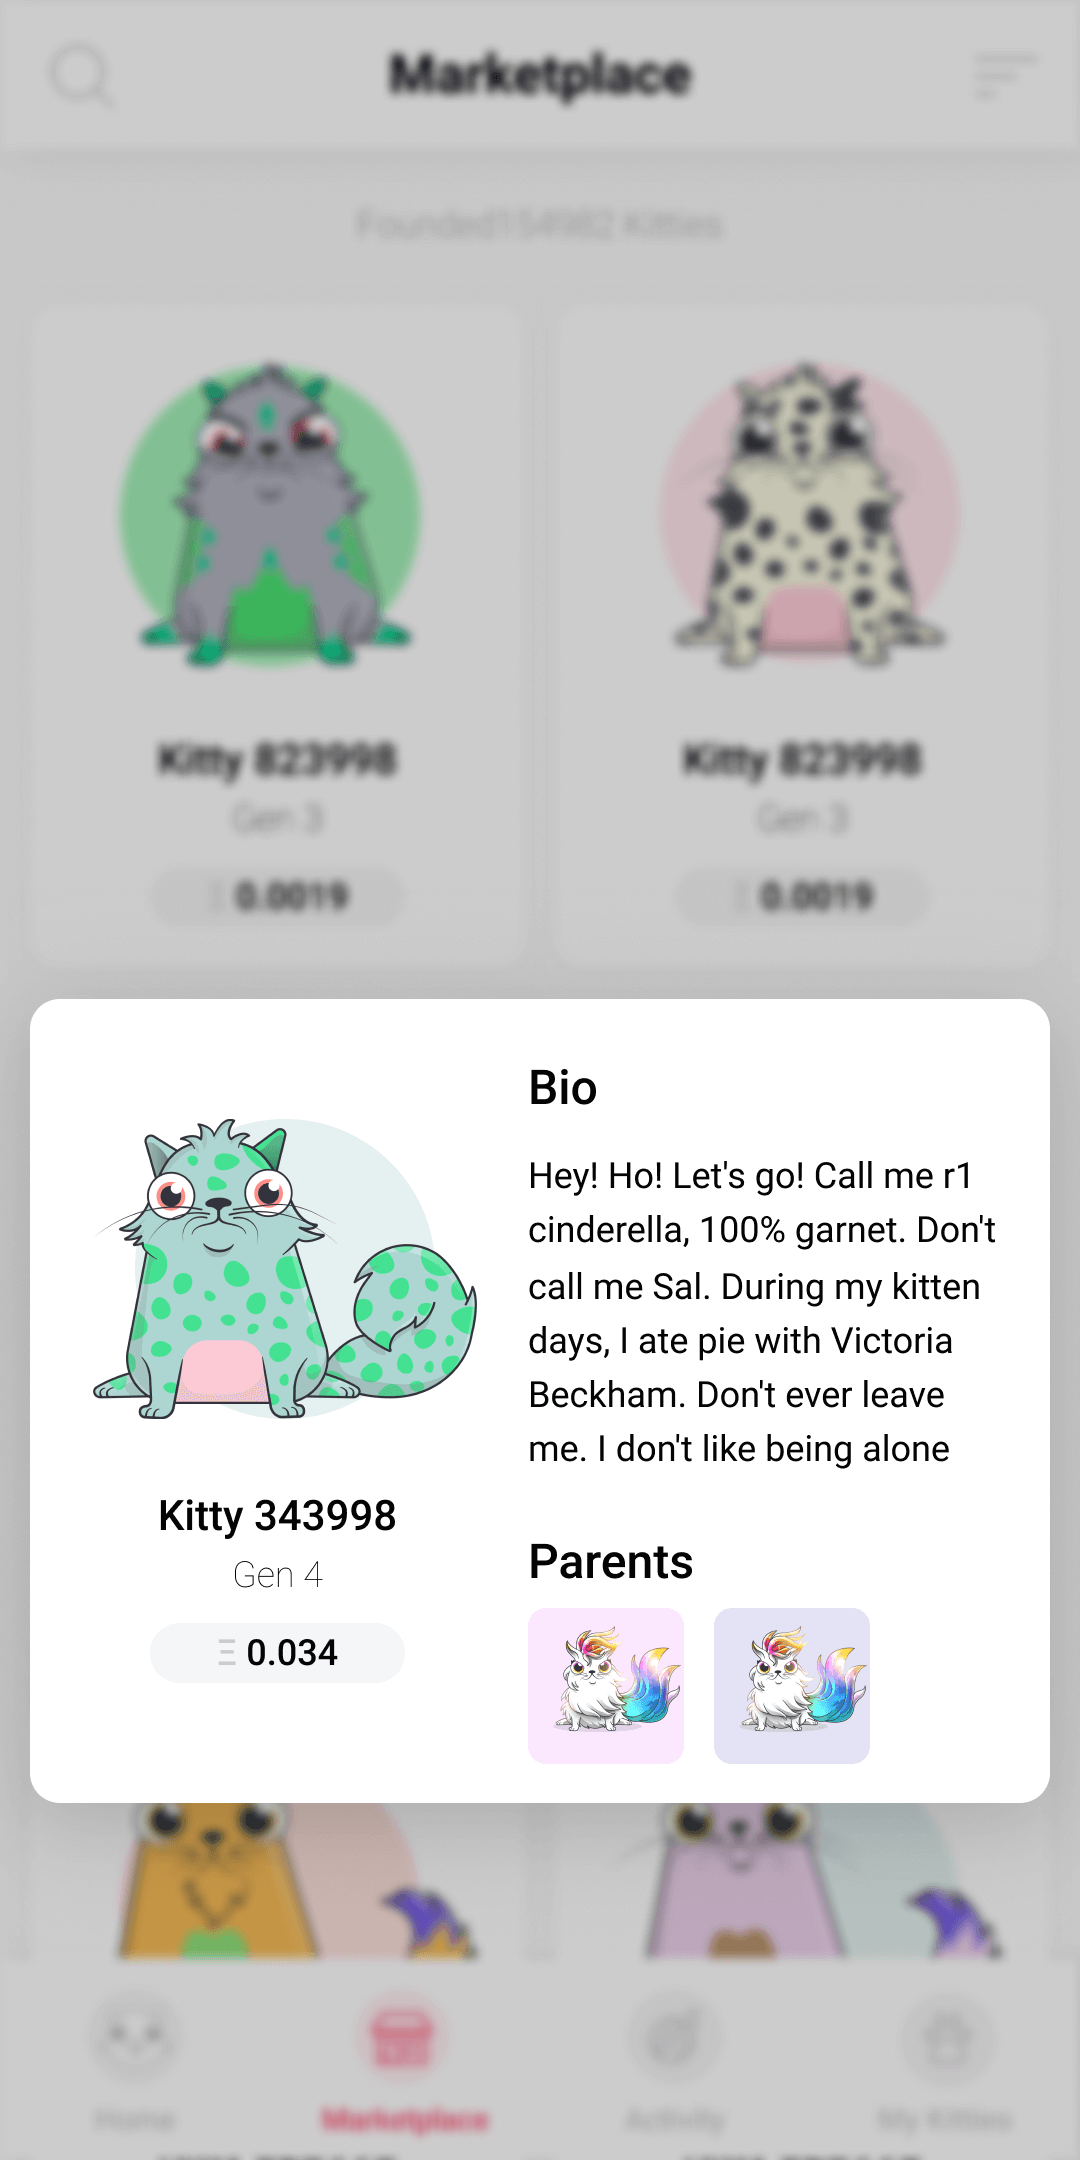 Marketplace
Founded154982 Kitties
Kitty 823998
Gen 3
Ξ 0.0019
Kitty 823998
Gen 3
Ξ 0.0019
Bio
Hey! Ho! Let's go! Call me r1
cinderella, 100% garnet. Don't
call me Sal. During my kitten
days, I ate pie with Victoria
Beckham. Don't ever leave
me. I don't like being alone
Kitty 343998
Gen 4
Ξ 0.034
Parents
Home
Marketplace
Activity
My Kitties